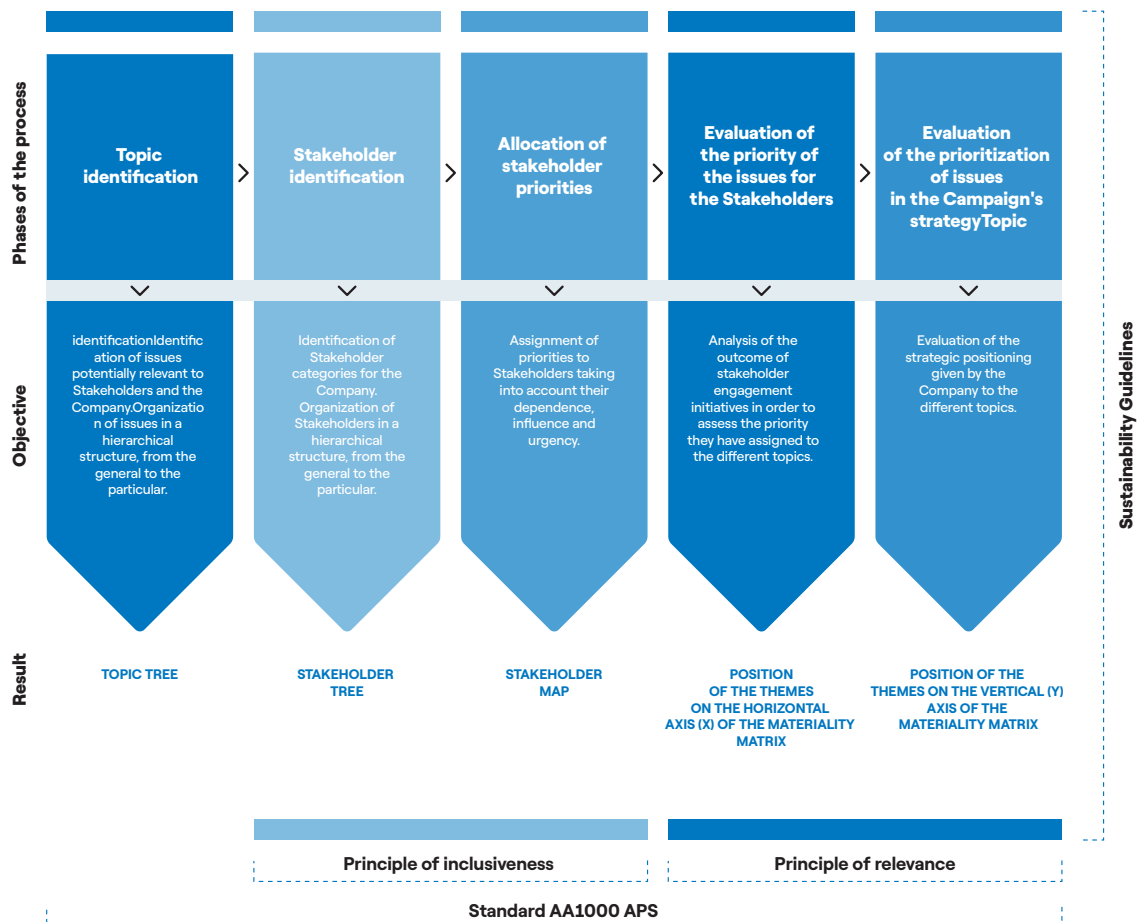 Phases of the process
Topic
identification
Stakeholder
identification
Allocation of
stakeholder
priorities
Evaluation of
the priority of
the issues for
the Stakeholders
Evaluation
of the prioritization
of issues
in the Campaign's
strategyTopic
Objective
identificationIdentific
ation of issues
potentially relevant to
Stakeholders and the
Company.Organizatio
n of issues in a
hierarchical
structure, from the
general to the
particular.
Identification of
Stakeholder
categories for the
Company.
Organization of
Stakeholders in a
hierarchical
structure, from the
general to the
particular.
Assignment of
priorities to
Stakeholders taking
into account their
dependence,
influence and
urgency.
Analysis of the
outcome of
stakeholder
engagement
initiatives in order to
assess the priority
they have assigned to
the different topics.
Evaluation of the
strategic positioning
given by the
Company to the
different topics.
Result
TOPIC TREE
STAKEHOLDER
TREE
STAKEHOLDER
MAP
POSITION
OF THE THEMES
ON THE HORIZONTAL
AXIS (X) OF THE MATERIALITY
MATRIX
POSITION OF THE
THEMES ON THE VERTICAL (Y)
AXIS OF THE
MATERIALITY MATRIX
Sustainability Guidelines
Principle of inclusiveness
Principle of relevance
Standard AA1000 APS